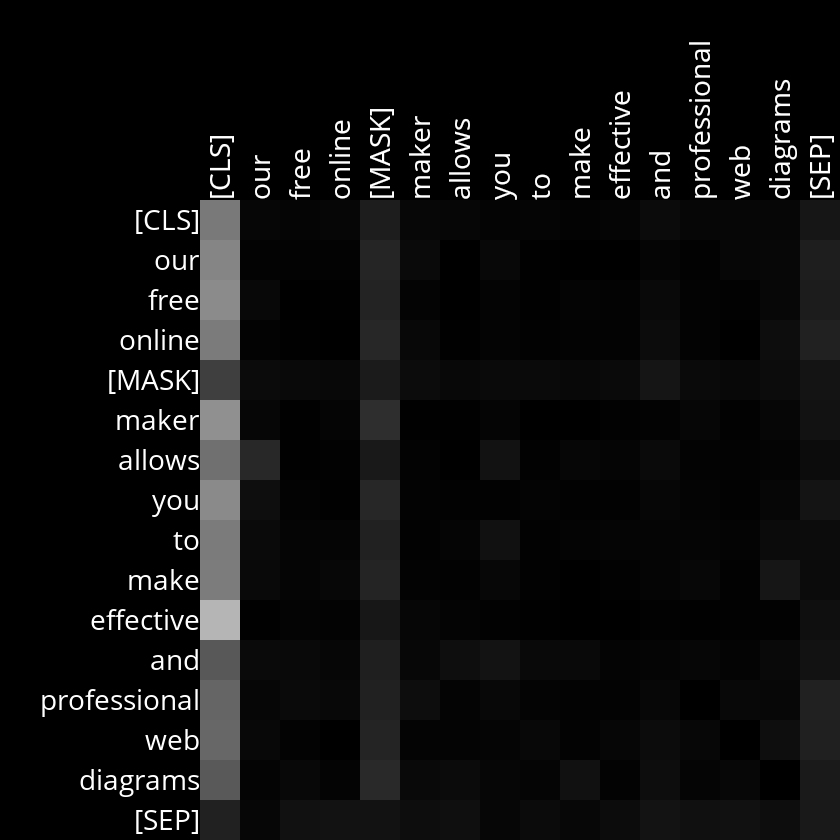 [CLS]
our
free
online
[MASK]
maker
allows
you
to
make
effective
and
professional
web
diagrams
[SEP]
[CLS]
our
free
online
[MASK]
maker
allows
you
to
make
effective
and
professional
web
diagrams
[SEP]